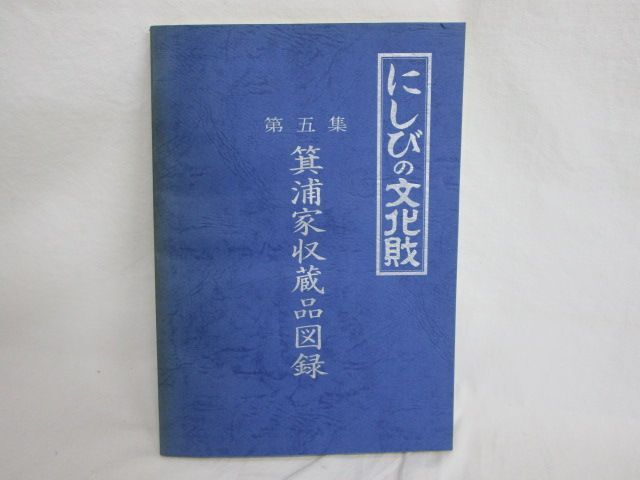 にしびの文化財
第五集
箕浦家収蔵品図録